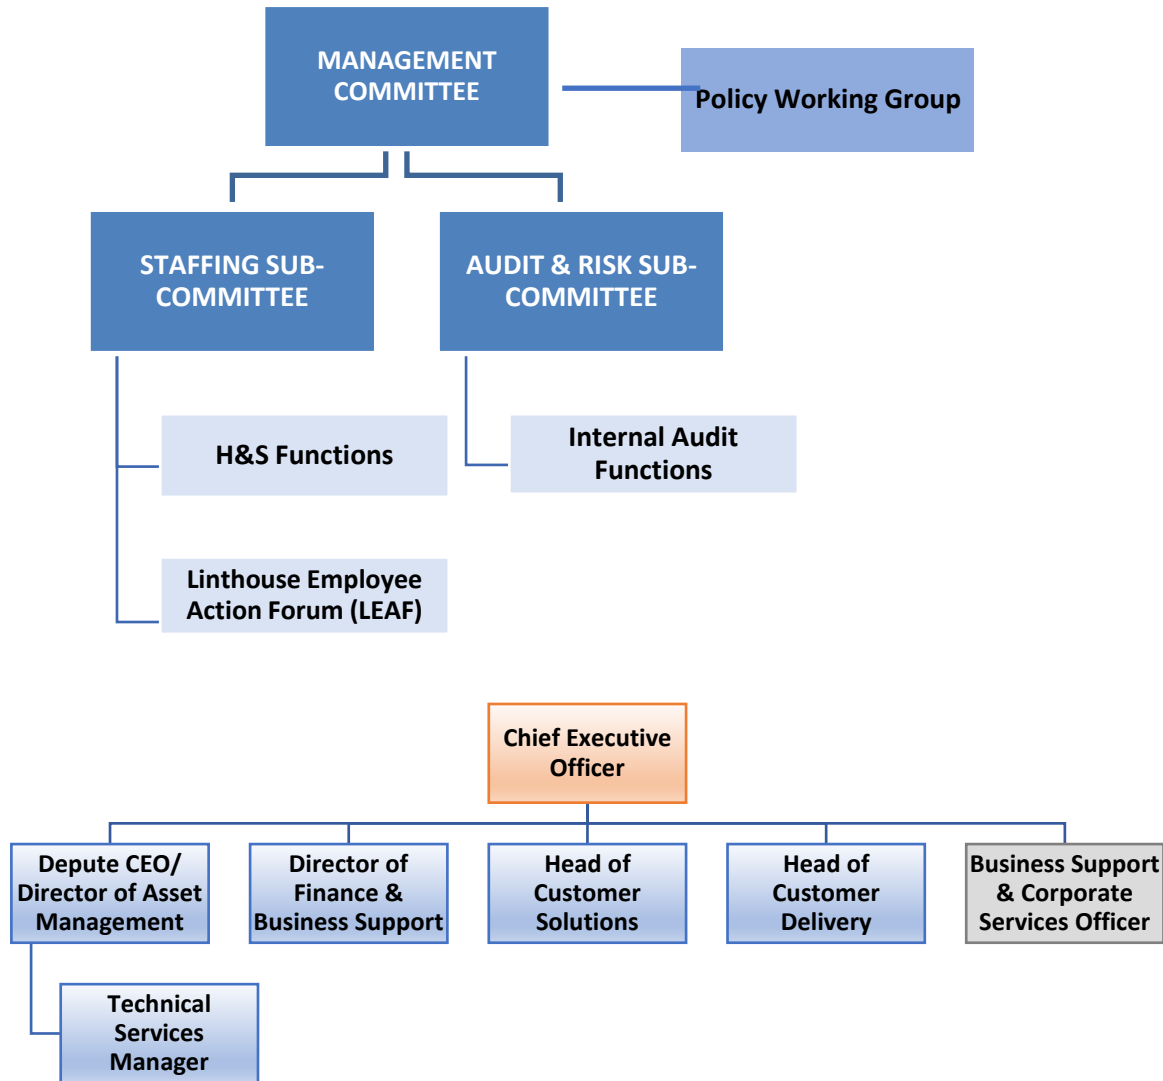 MANAGEMENT
COMMITTEE
Policy Working Group
STAFFING SUB-
COMMITTEE
AUDIT & RISK SUB-
COMMITTEE
H&S Functions
Internal Audit
Functions
Linthouse Employee
Action Forum (LEAF)
Chief Executive
Officer
Depute CEO/
Director of Asset
Management
Director of
Finance &
Business Support
Head of
Customer
Solutions
Head of
Customer
Delivery
Business Support
& Corporate
Services Officer
Technical
Services
Manager